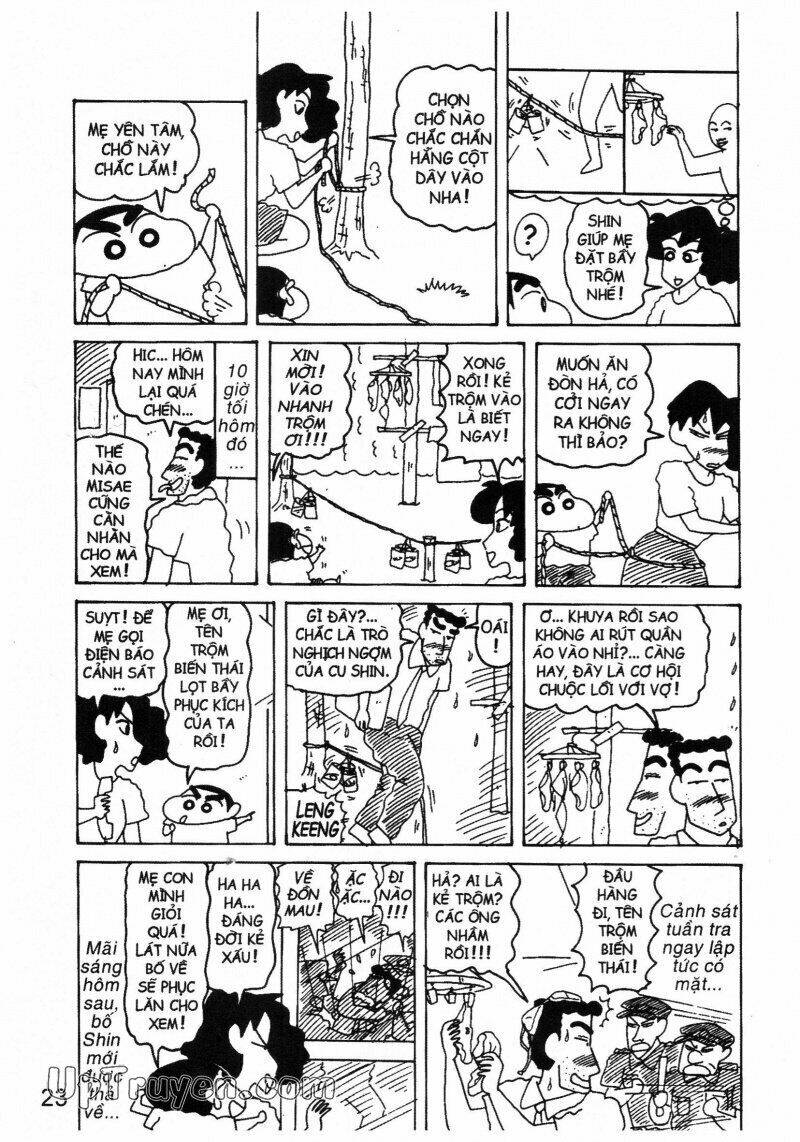 SHIN
GIÚP MẸ
ĐẶT BẪY
TRỘM
NHÉ!
?
CHỌN
CHỖ NÀO
CHẮC CHẮN
HẴNG CỘT
DÂY VÀO
NHA!
MẸ YÊN TÂM,
CHỖ NÀY
CHẮC LẮM!
MUỐN ĂN
ĐÒN HẢ, CÓ
CỞI NGAY
RA KHÔNG
THÌ BẢO?
XONG
RỒI! KẺ
TRỘM VÀO
LÀ BIẾT
NGAY!
XIN
MỜI!
VÀO
NHANH
TRỘM
ƠI!!!
10
giờ
tối
hôm
đó
...
HIC... HÔM
NAY MÌNH
LẠI QUÁ
CHÉN...
THẾ
NÀO
MISAE
CŨNG
CẰN
NHẰN
CHO MÀ
XEM!
Ơ... KHUYA RỒI SAO
KHÔNG AI RÚT QUẦN
ÁO VÀO NHỈ?... CÀNG
HAY, ĐÂY LÀ CƠ HỘI
CHUỘC LỖI VỚI VỢ!
OÁI
!
GÌ ĐÂY?...
CHẮC LÀ TRÒ
NGHỊCH NGỢM
CỦA CU SHIN.
LENG
KEENG
MẸ ƠI,
TÊN
TRỘM
BIẾN THÁI
LỌT BẪY
PHỤC KÍCH
CỦA TA
RỒI!
SUYT! ĐỂ
MẸ GỌI
ĐIỆN BÁO
CẢNH SÁT
...
Cảnh sát
tuần tra
ngay lập
tức có
mặt...
ĐẦU
HÀNG
ĐI, TÊN
TRỘM
BIẾN
THÁI!
HẢ? AI LÀ
KẺ TRỘM?
CÁC ÔNG
NHẦM
RỒI!!!
ĐI
NÀO
!!!
ẶC
ẶC...
VỀ
ĐỒN
MAU!
HA HA
HA...
ĐÁNG
ĐỜI KẺ
XẤU!
MẸ CON
MÌNH
GIỎI
QUÁ!
LÁT NỮA
BỐ VỀ
SẼ PHỤC
LĂN CHO
XEM!
Mãi
sáng
hôm
sau,
bố
Shin
mới
được
thả
về...
UpTruyen.com